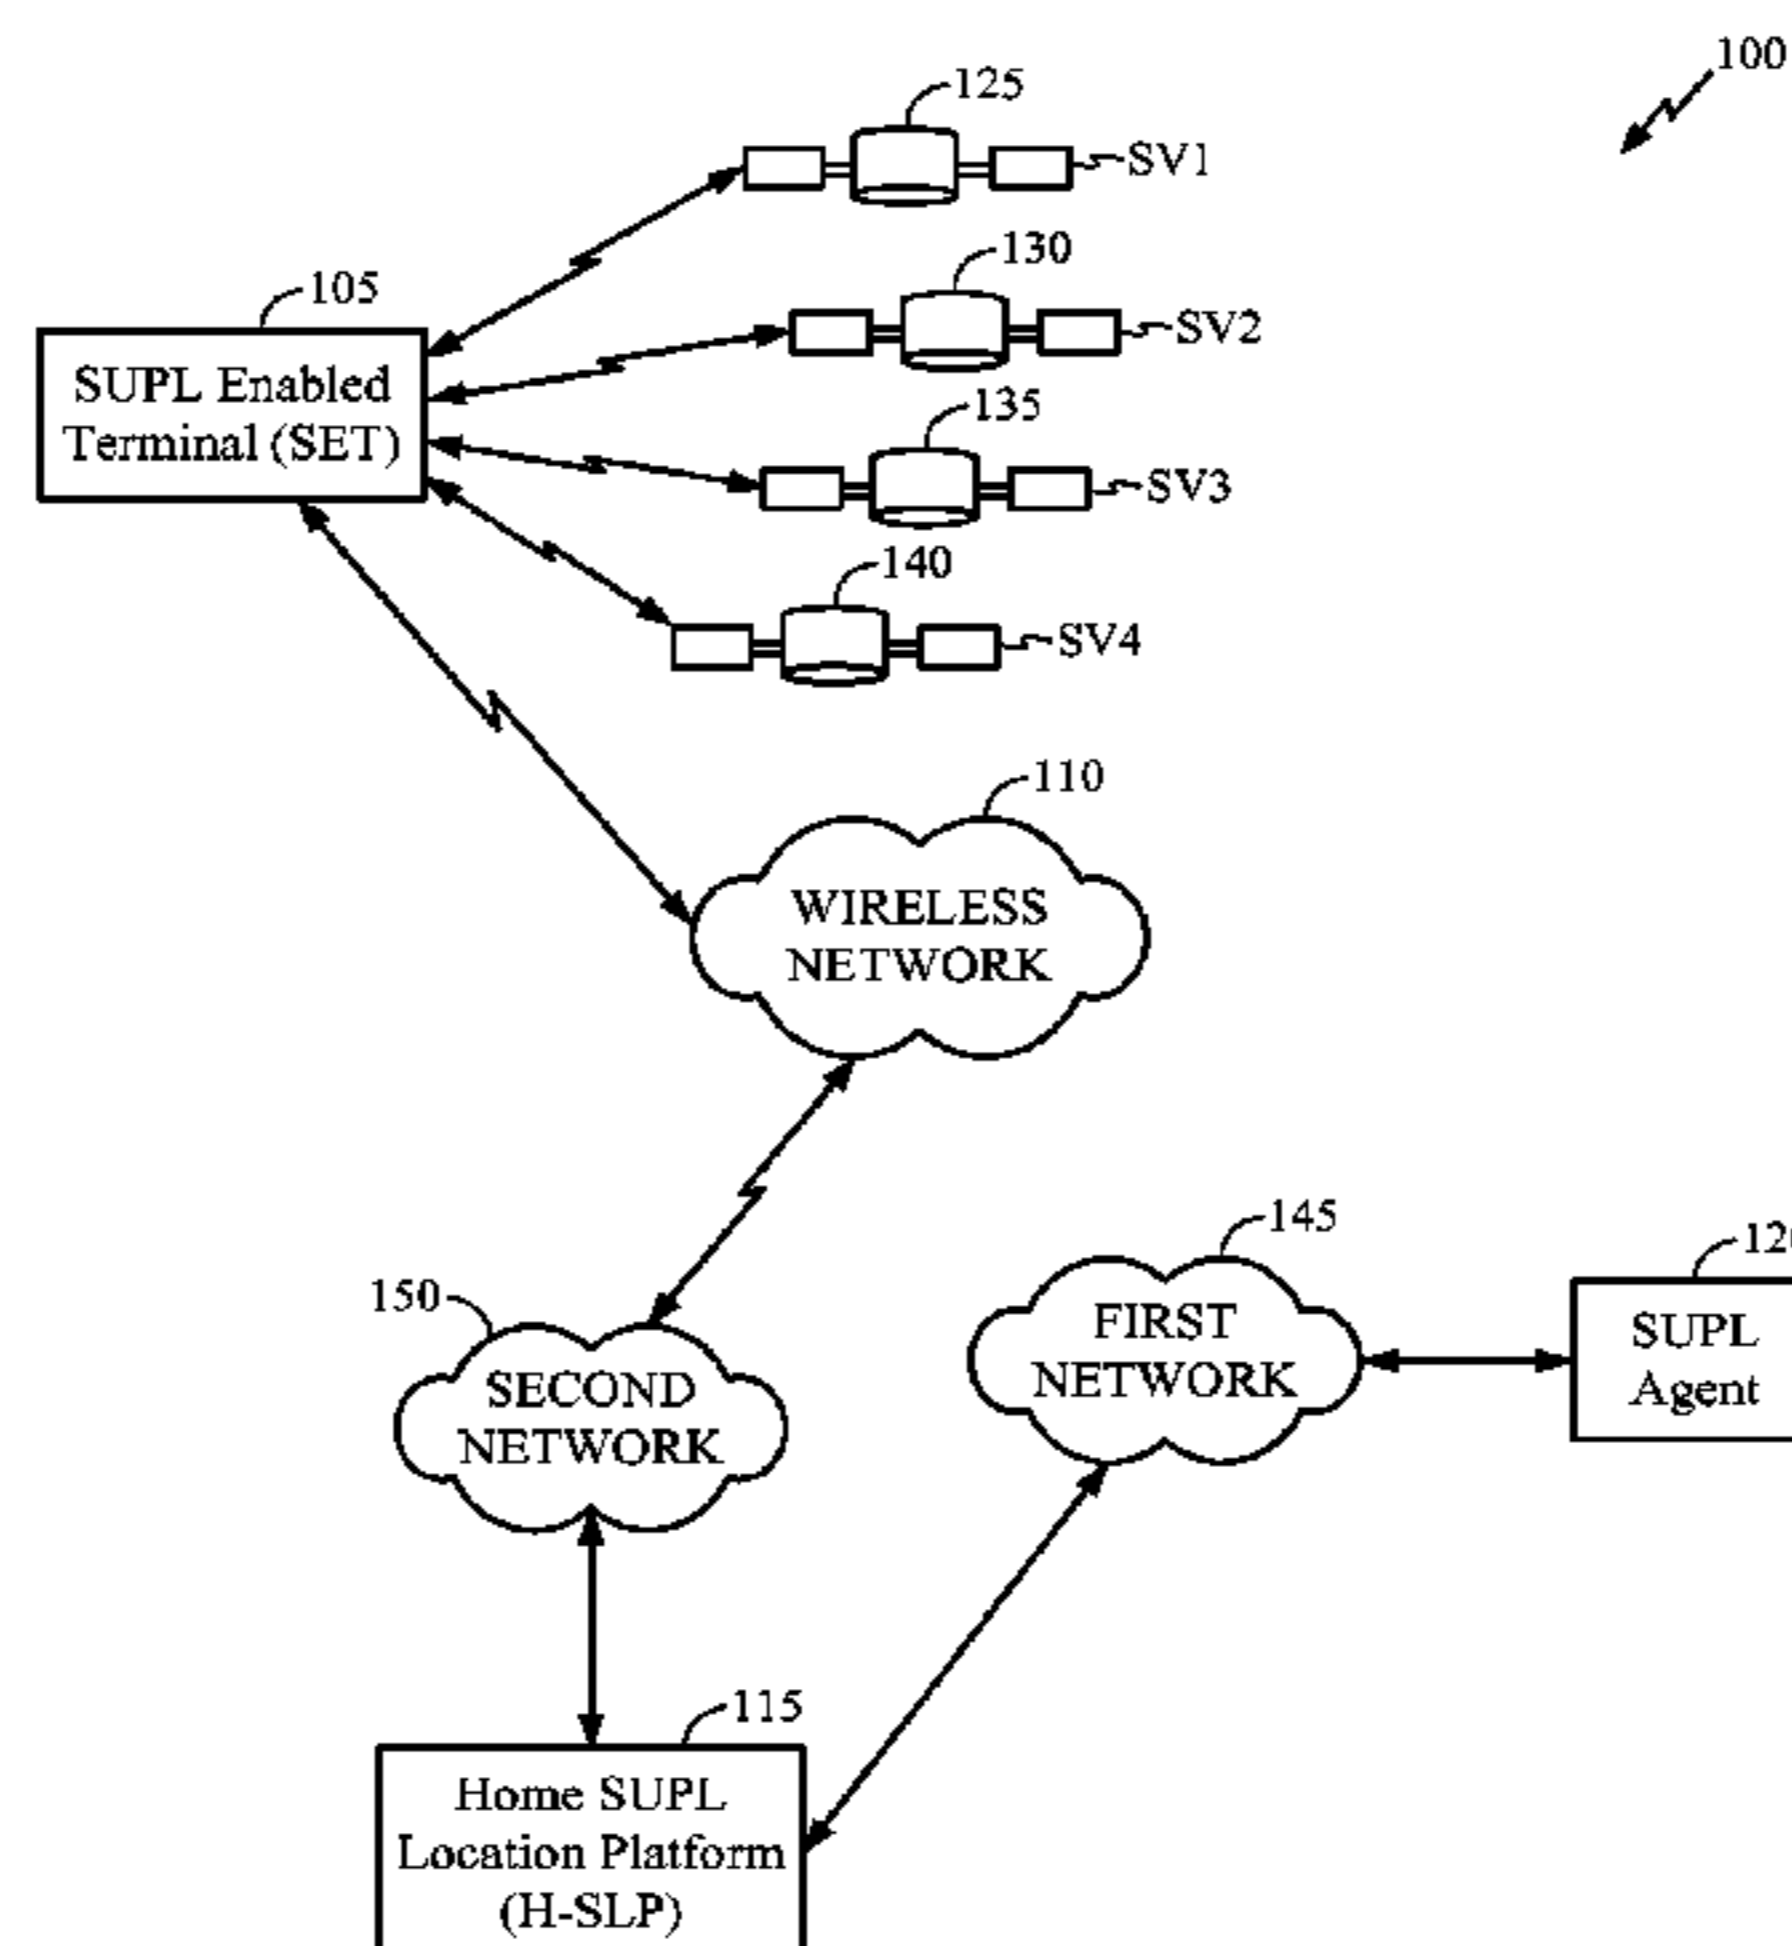 100
125
SV1
130
SV2
105
SUPL Enabled
Terminal (SET)
135
SV3
140
SV4
110
WIRELESS
NETWORK
145
FIRST
NETWORK
SUPL
Agent
150
SECOND
NETWORK
115
Home SUPL
Location Platform
(H-SLP)